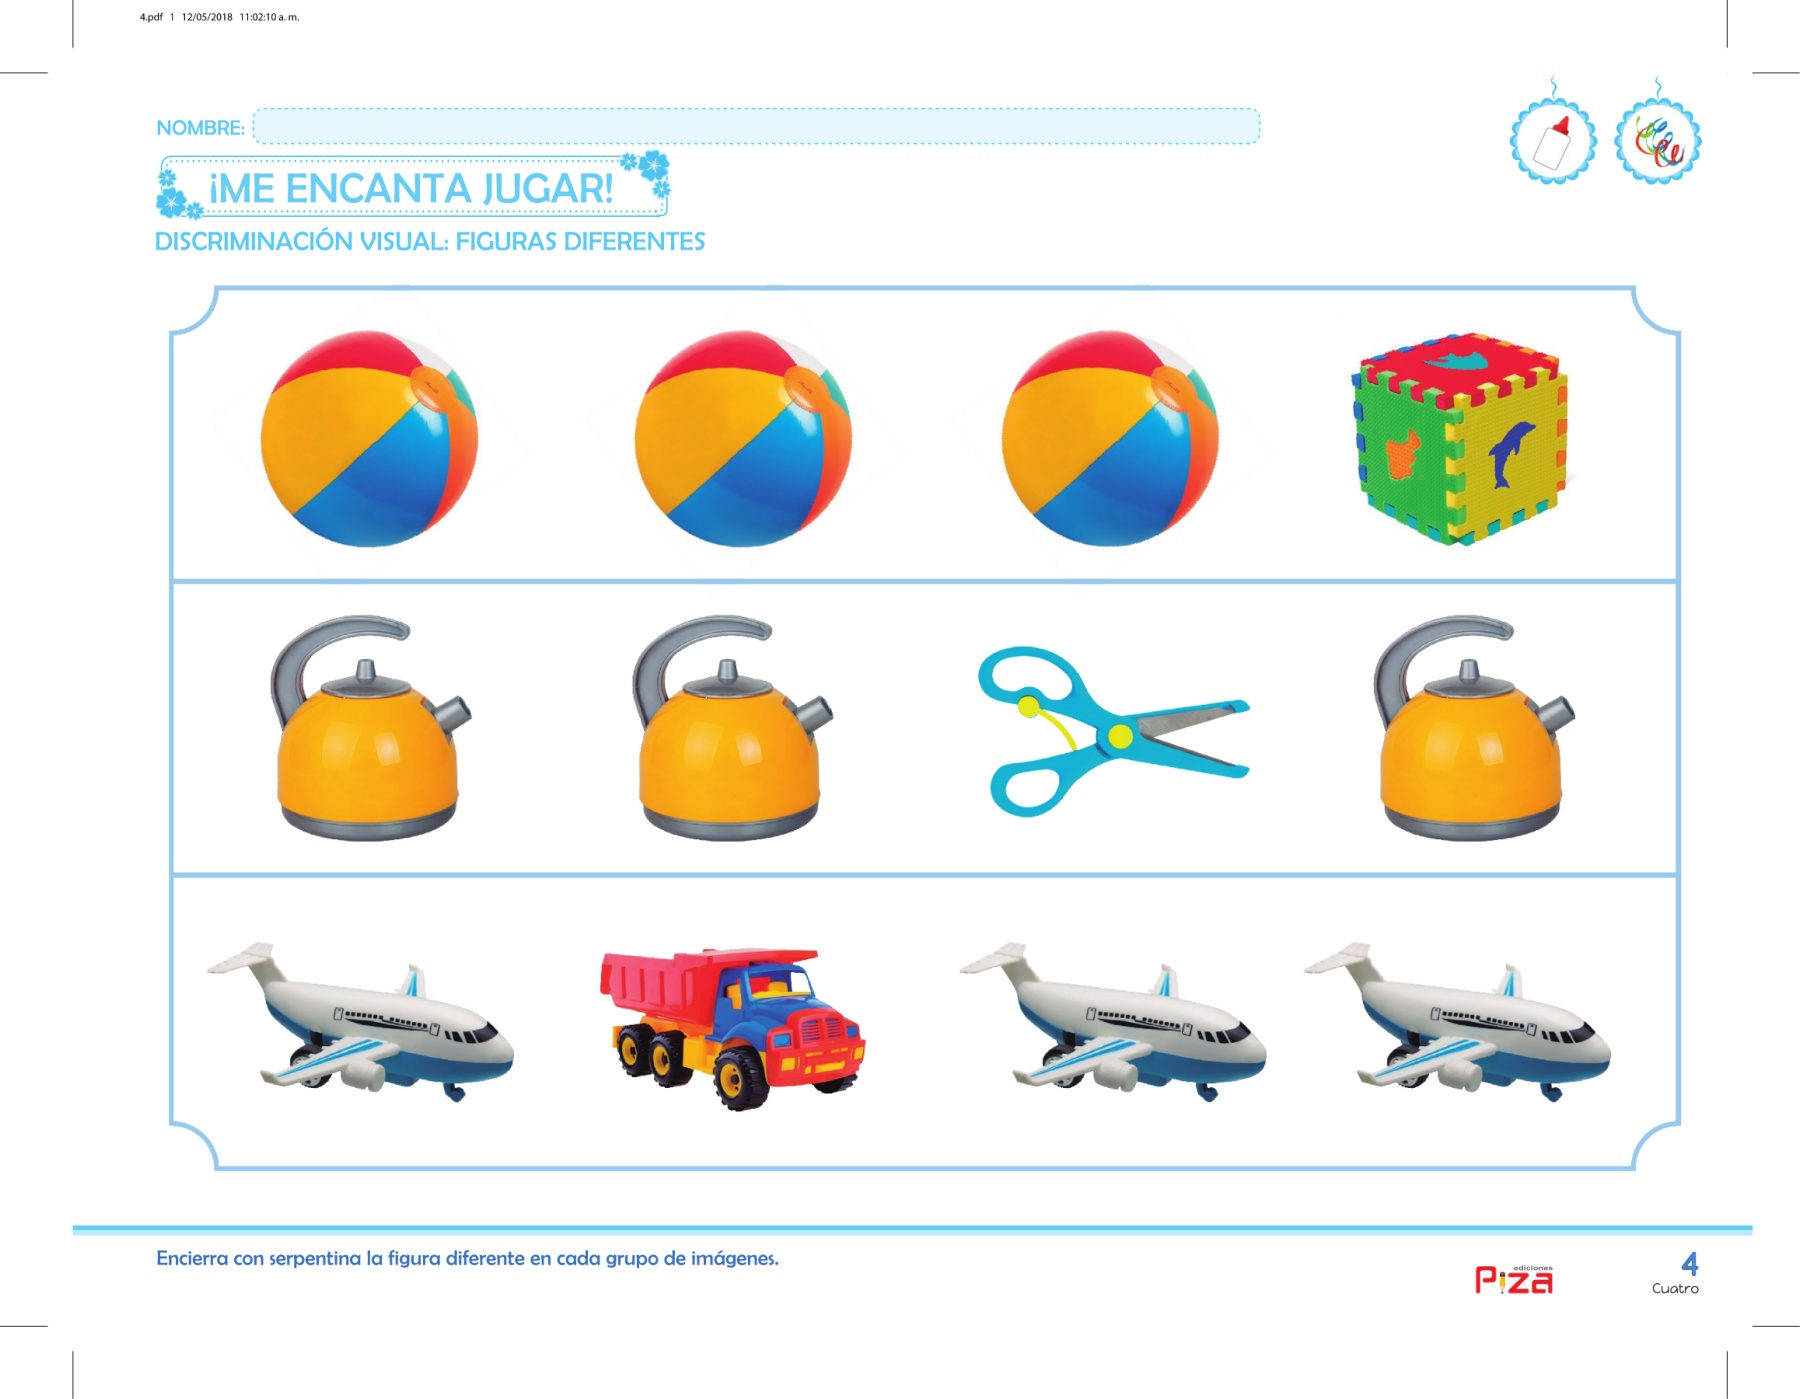 4.pdf 1 12/05/2018 11:02:10 a. m.
NOMBRE:
¡ME ENCANTA JUGAR!
DISCRIMINACIÓN VISUAL: FIGURAS DIFERENTES
Encierra con serpentina la figura diferente en cada grupo de imágenes.
ediciones
Piza
4
Cuatro